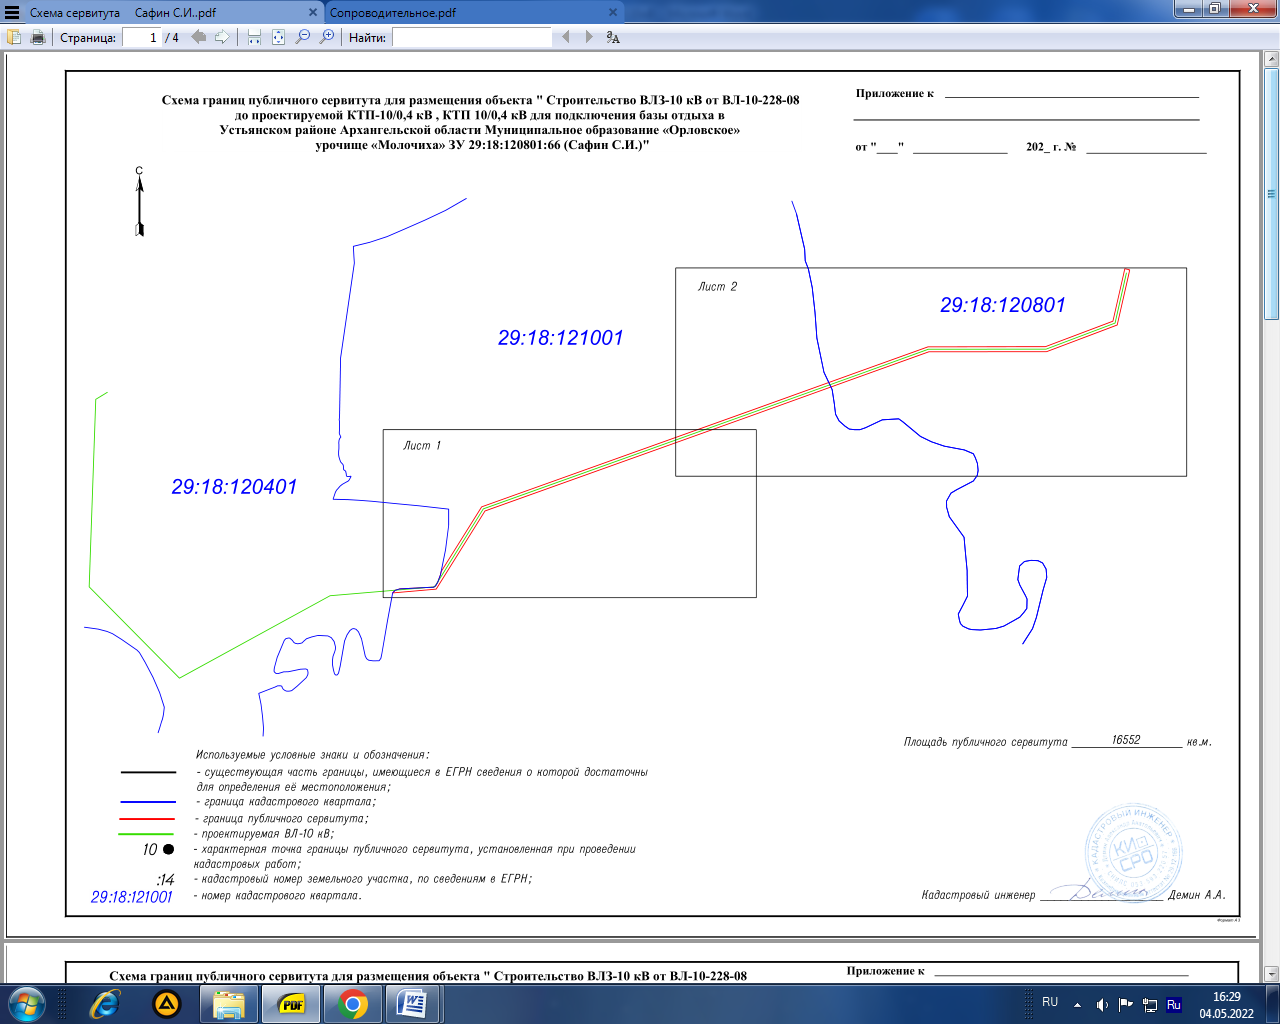 Схема сервитута Сафин С.И..pdf
Сопроводительное.pdf
Страница: 1 / 4
Найти:
Схема границ публичного сервитута для размещения объекта " Строительство ВЛЗ-10 кВ от ВЛ-10-228-08
до проектируемой КТП-10/0,4 кВ , КТП 10/0,4 кВ для подключения базы отдыха в
Устьянском районе Архангельской области Муниципальное образование «Орловское»
урочище «Молочиха» ЗУ 29:18:120801:66 (Сафин С.И.)"
Приложение к
от "___" 202_ г. №
С
Лист 2
29:18:120801
29:18:121001
Лист 1
29:18:120401
Площадь публичного сервитута 16552 кв.м.
Используемые условные знаки и обозначения:
- существующая часть границы, имеющиеся в ЕГРН сведения о которой достаточны
для определения её местоположения;
- граница кадастрового квартала;
- граница публичного сервитута;
- проектируемая ВЛ-10 кВ;
10 - характерная точка границы публичного сервитута, установленная при проведении
кадастровых работ;
:14 - кадастровый номер земельного участка, по сведениям в ЕГРН;
29:18:121001 - номер кадастрового квартала.
КАДАСТРОВЫЙ ИНЖЕНЕР
КИ
СРО
Кадастровый инженер Демин А.А.
Формат А3
Схема границ публичного сервитута для размещения объекта " Строительство ВЛЗ-10 кВ от ВЛ-10-228-08
Приложение к
PDF
RU
Ru
16:29
04.05.2022